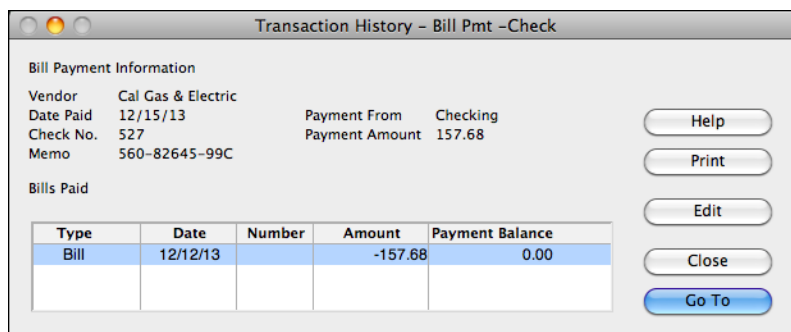 Transaction History - Bill Pmt -Check
Bill Payment Information
Vendor Cal Gas & Electric
Date Paid 12/15/13 Payment From Checking
Check No. 527 Payment Amount 157.68
Memo 560-82645-99C
Bills Paid
Type Date Number Amount Payment Balance
Bill 12/12/13 -157.68 0.00
Help
Print
Edit
Close
Go To